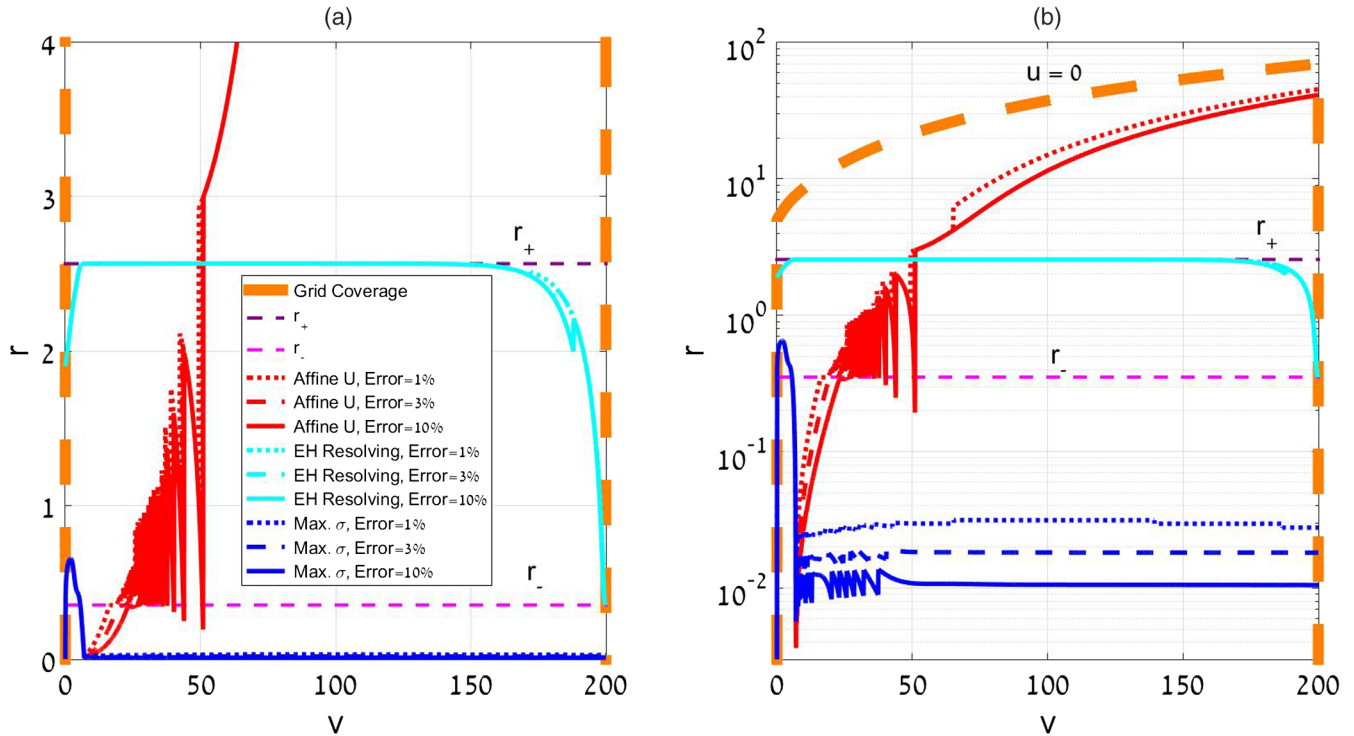 (a)
4
3
2
1
0
r
0
50
100
150
200
v
r+
r-
Grid Coverage
r+
r-
Affine U, Error=1%
Affine U, Error=3%
Affine U, Error=10%
EH Resolving, Error=1%
EH Resolving, Error=3%
EH Resolving, Error=10%
Max. σ, Error=1%
Max. σ, Error=3%
Max. σ, Error=10%
(b)
10^2
10^1
10^0
10^-1
10^-2
r
0
50
100
150
200
v
u = 0
r+
r-